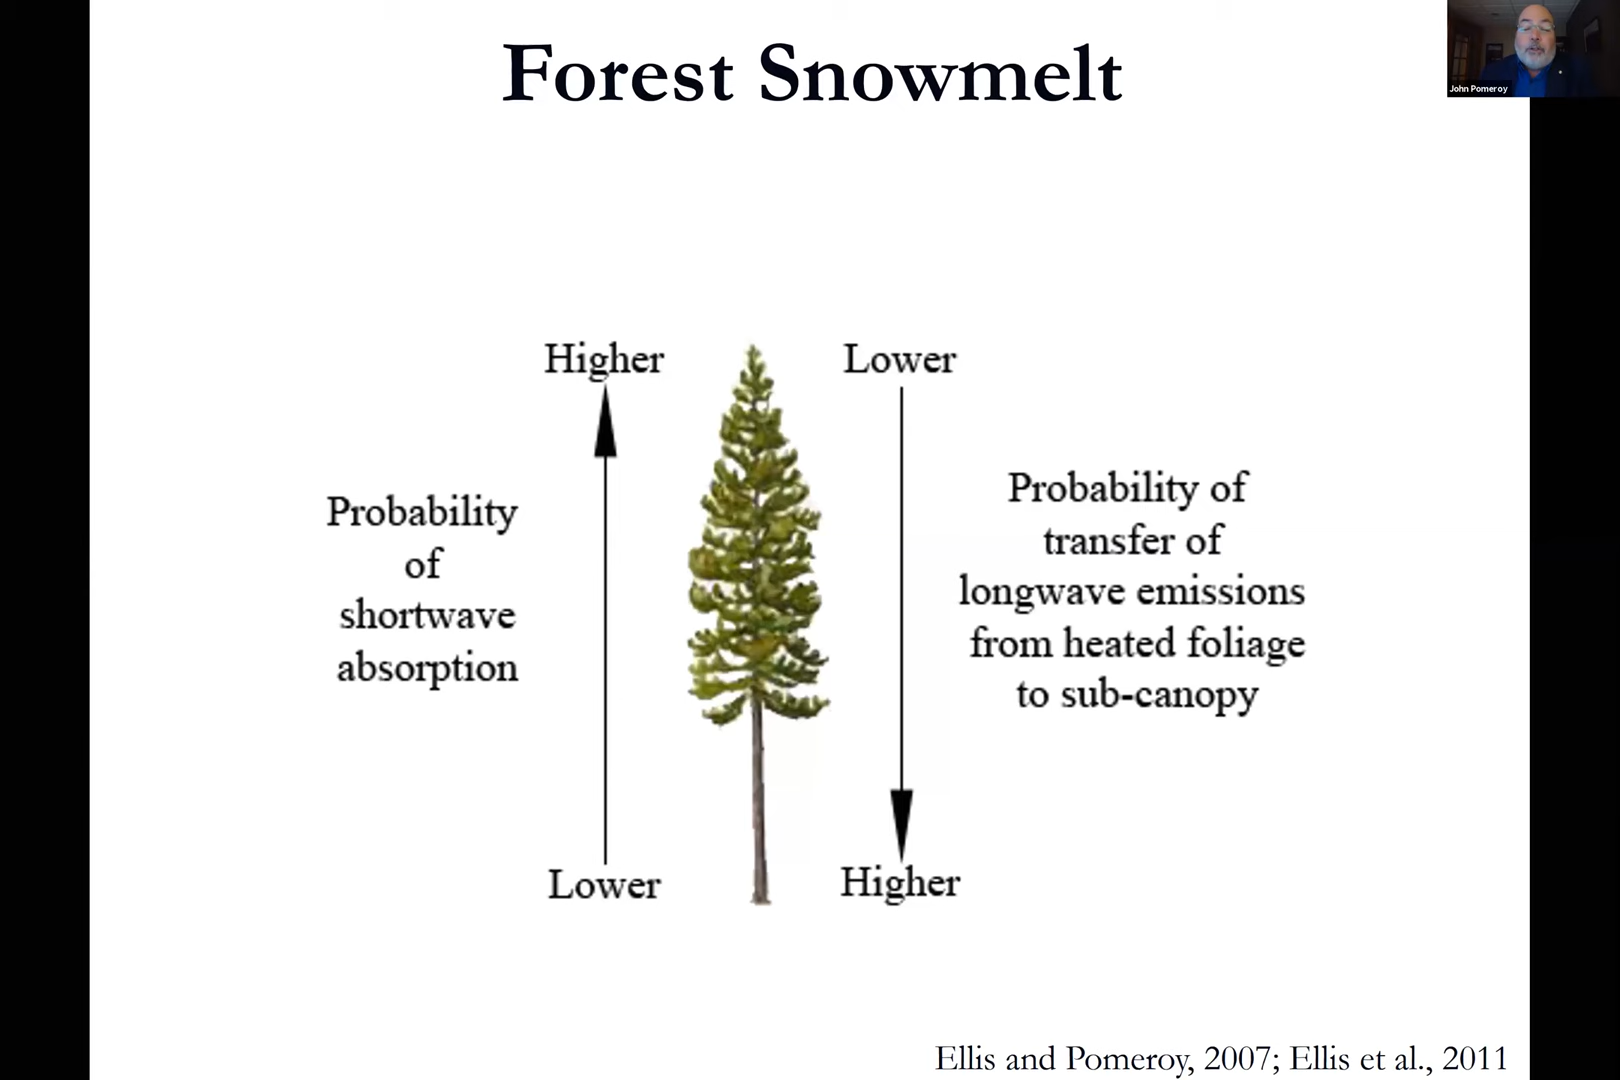 Forest Snowmelt
John Pomeroy
Higher
Lower
Probability
of
shortwave
absorption
Probability of
transfer of
longwave emissions
from heated foliage
to sub-canopy
Lower
Higher
Ellis and Pomeroy, 2007; Ellis et al., 2011